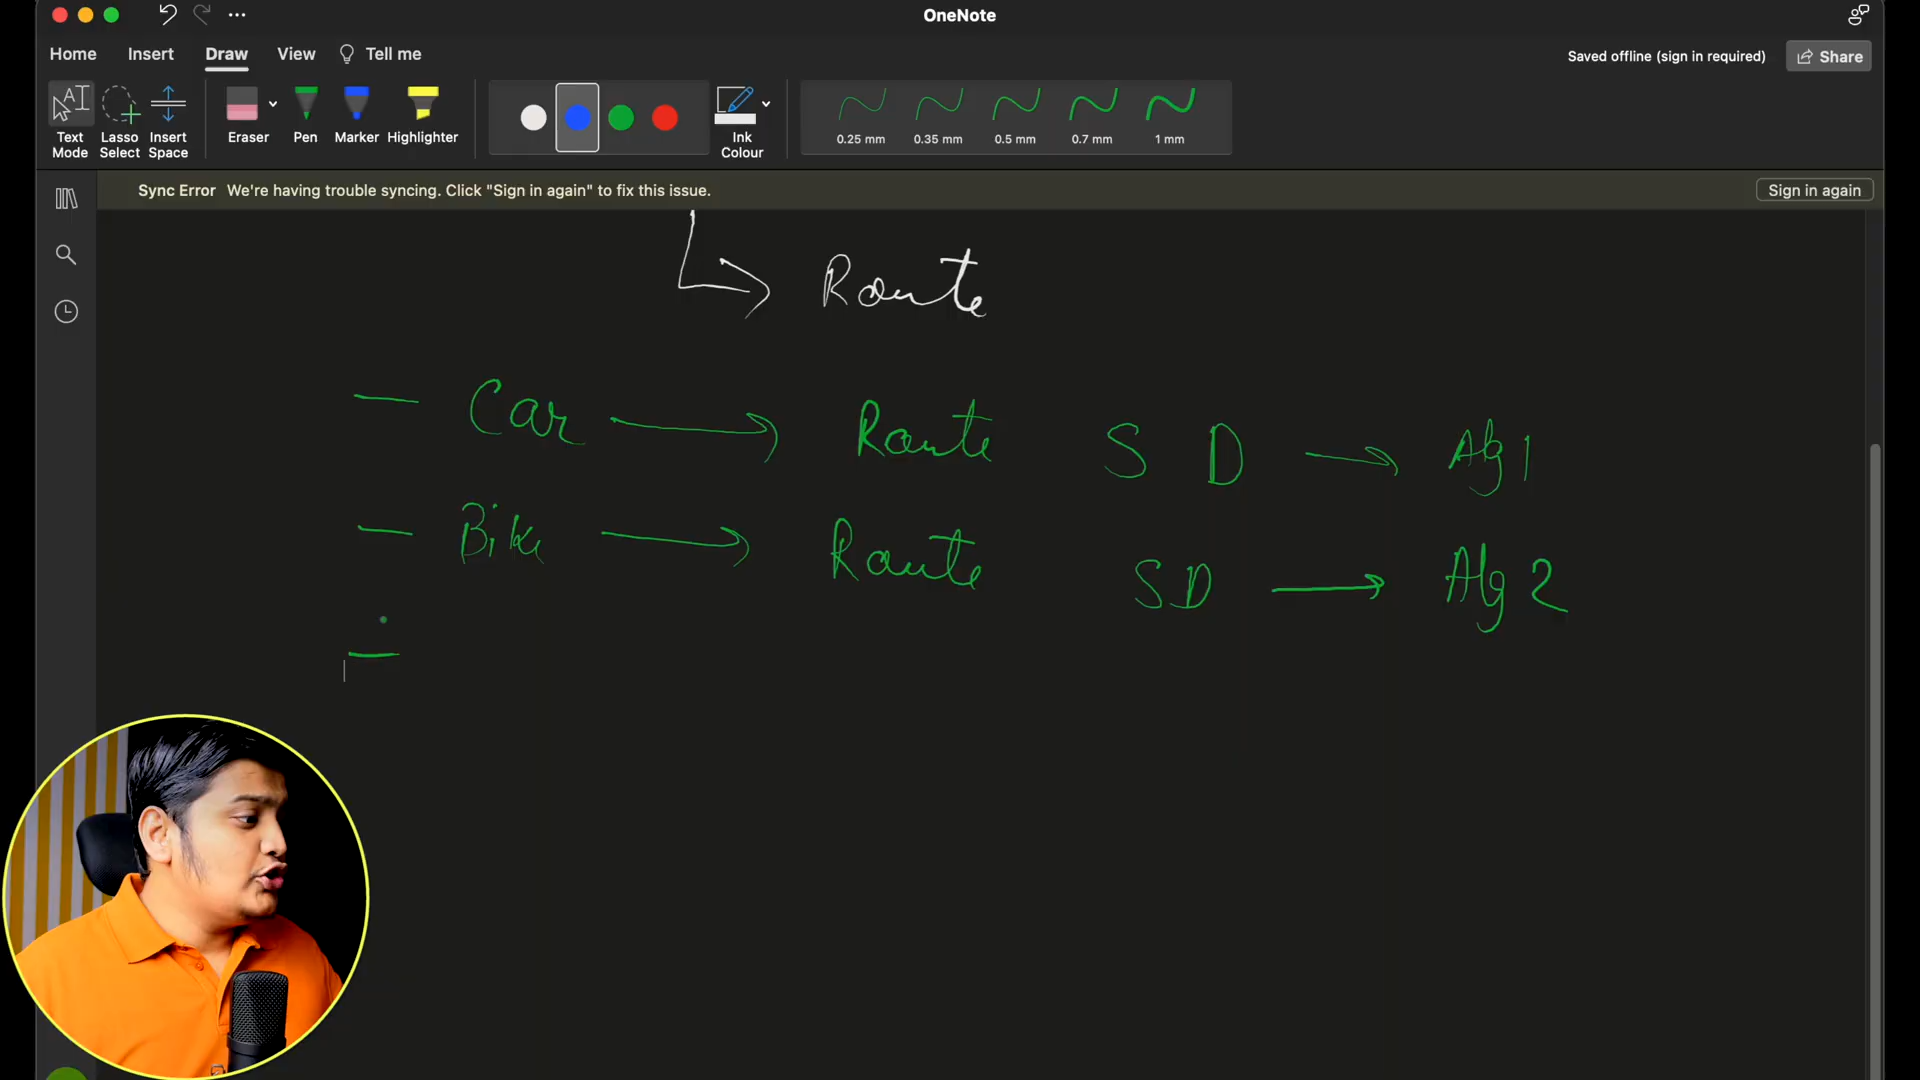 OneNote
Home Insert Draw View Tell me
Saved offline (sign in required) Share
Text Mode
Lasso Select
Insert Space
Eraser
Pen
Marker
Highlighter
Ink Colour
0.25 mm 0.35 mm 0.5 mm 0.7 mm 1 mm
Sync Error We're having trouble syncing. Click "Sign in again" to fix this issue. Sign in again
Route
— Car → Route S D → Alg 1
— Bike → Route S D → Alg 2
—